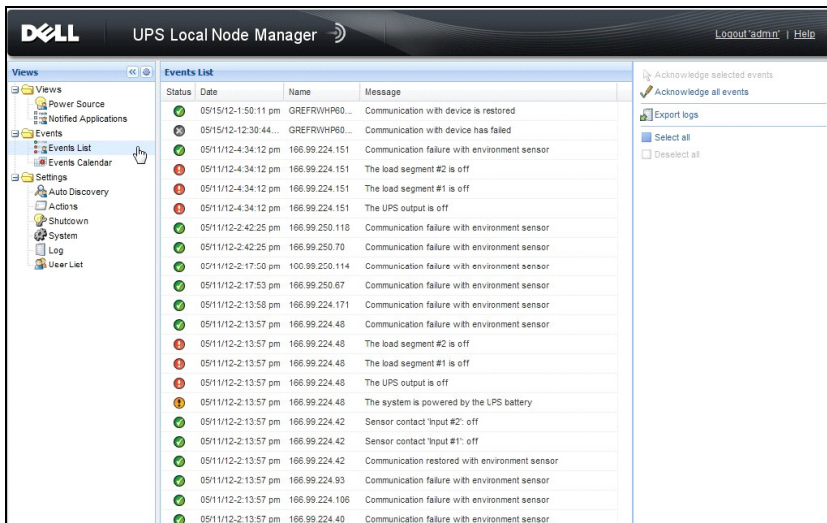 DELL
UPS Local Node Manager
Logout 'admin' | Help
Views
Views
Power Source
Notified Applications
Events
Events List
Events Calendar
Settings
Auto Discovery
Actions
Shutdown
System
Log
User List
Events List
Status Date Name Message
05/15/12-1:50:11 pm GREFRWHP60... Communication with device is restored
05/15/12-12:30:44... GREFRWHP60... Communication with device has failed
05/11/12-4:34:12 pm 166.99.224.151 Communication failure with environment sensor
05/11/12-4:34:12 pm 166.99.224.151 The load segment #2 is off
05/11/12-4:34:12 pm 166.99.224.151 The load segment #1 is off
05/11/12-4:34:12 pm 166.99.224.151 The UPS output is off
05/11/12-2:42:25 pm 166.99.250.118 Communication failure with environment sensor
05/11/12-2:42:25 pm 166.99.250.70 Communication failure with environment sensor
05/11/12-2:17:50 pm 166.99.250.114 Communication failure with environment sensor
05/11/12-2:17:53 pm 166.99.250.67 Communication failure with environment sensor
05/11/12-2:13:58 pm 166.99.224.171 Communication failure with environment sensor
05/11/12-2:13:57 pm 166.99.224.48 Communication failure with environment sensor
05/11/12-2:13:57 pm 166.99.224.48 The load segment #2 is off
05/11/12-2:13:57 pm 166.99.224.48 The load segment #1 is off
05/11/12-2:13:57 pm 166.99.224.48 The UPS output is off
05/11/12-2:13:57 pm 166.99.224.48 The system is powered by the UPS battery
05/11/12-2:13:57 pm 166.99.224.42 Sensor contact 'Input #2': off
05/11/12-2:13:57 pm 166.99.224.42 Sensor contact 'Input #1': off
05/11/12-2:13:57 pm 166.99.224.42 Communication restored with environment sensor
05/11/12-2:13:57 pm 166.99.224.93 Communication failure with environment sensor
05/11/12-2:13:57 pm 166.99.224.106 Communication failure with environment sensor
05/11/12-2:13:57 pm 166.99.224.40 Communication failure with environment sensor
Acknowledge selected events
Acknowledge all events
Export logs
Select all
Deselect all